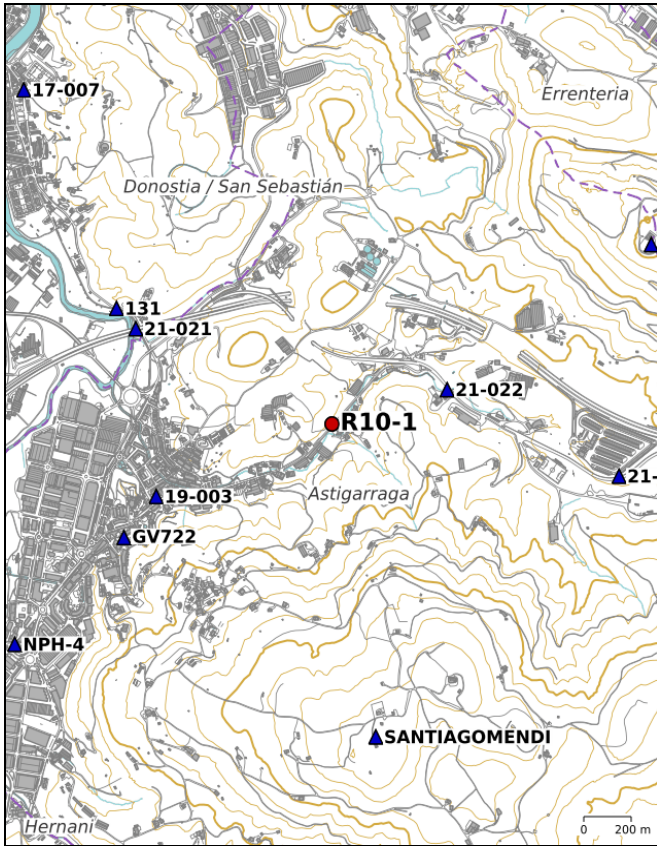 17-007
Errenteria
Donostia / San Sebastián
131
21-021
21-022
R10-1
21-
19-003
Astigarraga
GV722
NPH-4
SANTIAGOMENDI
Hernani
0 200 m